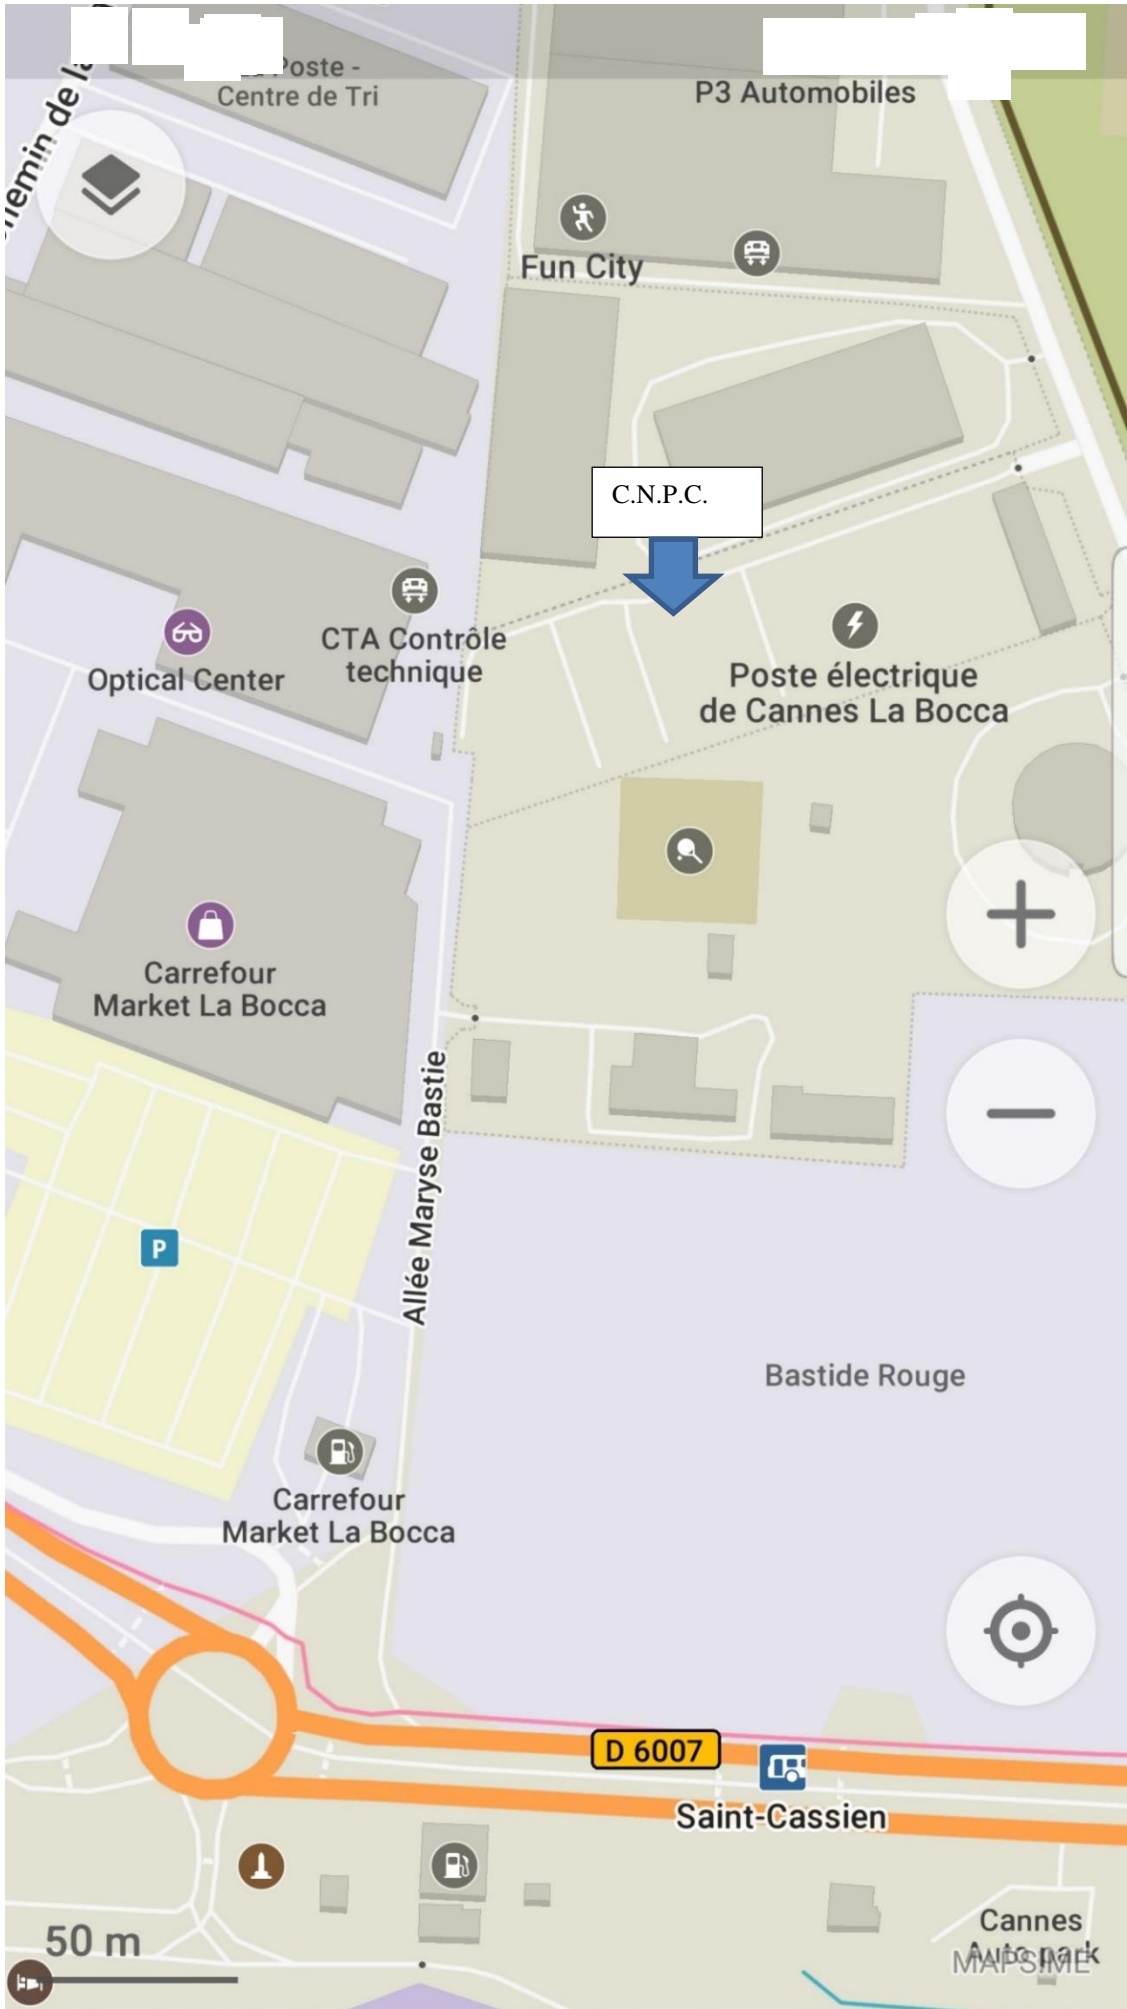 Poste -
Centre de Tri
P3 Automobiles
Fun City
C.N.P.C.
CTA Contrôle
technique
Optical Center
Poste électrique
de Cannes La Bocca
Carrefour
Market La Bocca
Allée Maryse Bastie
P
Bastide Rouge
Carrefour
Market La Bocca
D 6007
Saint-Cassien
50 m
Cannes
Auto park
MAPS.ME